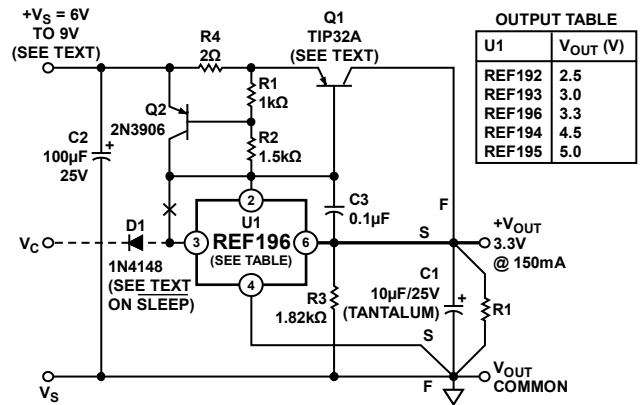 +VS = 6V
TO 9V
(SEE TEXT)
R4
2Ω
Q1
TIP32A
(SEE TEXT)
OUTPUT TABLE
U1 VOUT (V)
REF192 2.5
REF193 3.0
REF196 3.3
REF194 4.5
REF195 5.0
R1
1kΩ
Q2
2N3906
R2
1.5kΩ
C2
100µF
25V
+
C3
0.1µF
F
2
U1
REF196
(SEE TABLE)
3
6
4
S
+VOUT
3.3V
@ 150mA
VC
D1
1N4148
(SEE TEXT
ON SLEEP)
R3
1.82kΩ
C1
10µF/25V
(TANTALUM)
+
R1
S
F
VS
VOUT
COMMON